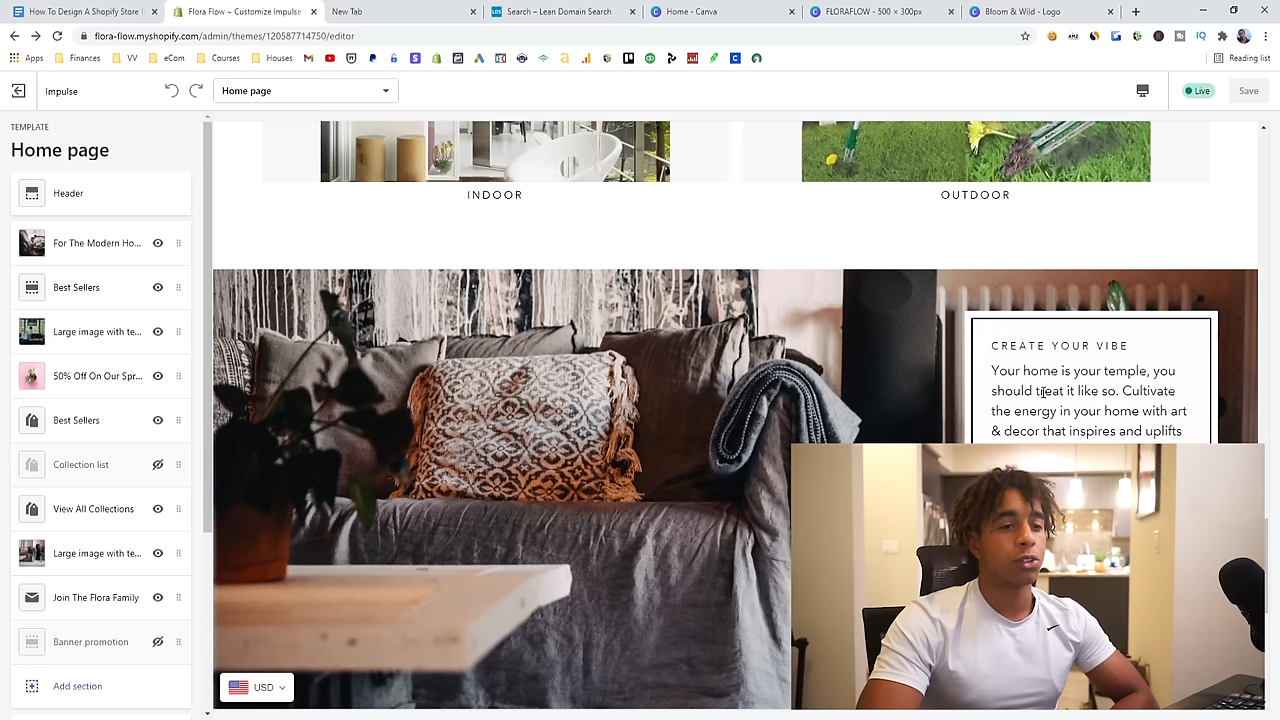 How To Design A Shopify Store
Flora Flow ~ Customize Impulse
New Tab
Search – Lean Domain Search
Home - Canva
FLORAFLOW - 500 × 300px
Bloom & Wild - Logo
flora-flow.myshopify.com/admin/themes/120587714750/editor
Finances
VV
eCom
Courses
Houses
Reading list
Impulse
Home page
Live
Save
TEMPLATE
Home page
Header
For The Modern Ho...
Best Sellers
Large image with te...
50% Off On Our Spr...
Best Sellers
Collection list
View All Collections
Large image with te...
Join The Flora Family
Banner promotion
Add section
INDOOR
OUTDOOR
CREATE YOUR VIBE
Your home is your temple, you
should treat it like so. Cultivate
the energy in your home with art
& decor that inspires and uplifts
USD